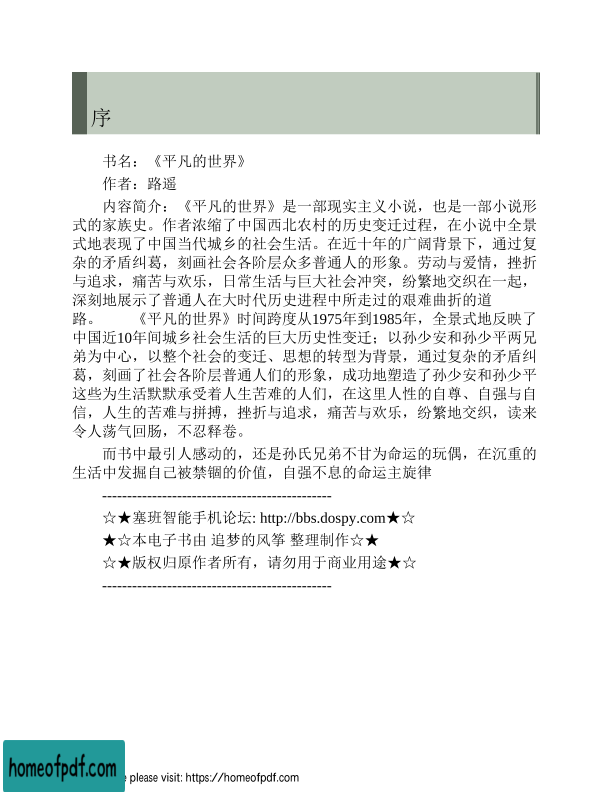 序
书名：《平凡的世界》
作者：路遥
内容简介：《平凡的世界》是一部现实主义小说，也是一部小说形
式的家族史。作者浓缩了中国西北农村的历史变迁过程，在小说中全景
式地表现了中国当代城乡的社会生活。在近十年的广阔背景下，通过复
杂的矛盾纠葛，刻画社会各阶层众多普通人的形象。劳动与爱情，挫折
与追求，痛苦与欢乐，日常生活与巨大社会冲突，纷繁地交织在一起，
深刻地展示了普通人在大时代历史进程中所走过的艰难曲折的道
路。　　《平凡的世界》时间跨度从1975年到1985年，全景式地反映了
中国近10年间城乡社会生活的巨大历史性变迁；以孙少安和孙少平两兄
弟为中心，以整个社会的变迁、思想的转型为背景，通过复杂的矛盾纠
葛，刻画了社会各阶层普通人们的形象，成功地塑造了孙少安和孙少平
这些为生活默默承受着人生苦难的人们，在这里人性的自尊、自强与自
信，人生的苦难与拼搏，挫折与追求，痛苦与欢乐，纷繁地交织，读来
令人荡气回肠，不忍释卷。
而书中最引人感动的，还是孙氏兄弟不甘为命运的玩偶，在沉重的
生活中发掘自己被禁锢的价值，自强不息的命运主旋律
----------------------------------------------
☆★塞班智能手机论坛: http://bbs.dospy.com★☆
★☆本电子书由 追梦的风筝 整理制作☆★
☆★版权归原作者所有，请勿用于商业用途★☆
----------------------------------------------
homeofpdf.com
please visit: https://homeofpdf.com